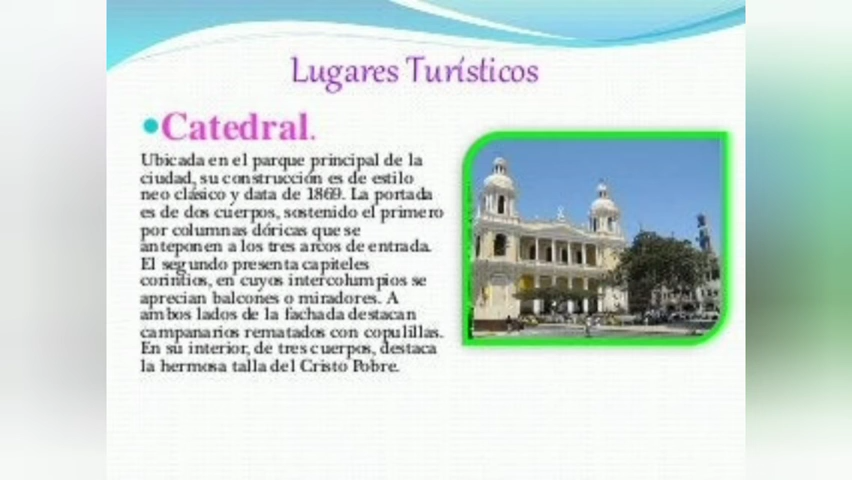 Lugares Turísticos
Catedral.
Ubicada en el parque principal de la
ciudad, su construcción es de estilo
neo clásico y data de 1869. La portada
es de dos cuerpos, sostenido el primero
por columnas dóricas que se
anteponen a los tres arcos de entrada.
El segundo presenta capiteles
corintios, en cuyos intercolumpios se
aprecian balcones o miradores. A
ambos lados de la fachada destacan
campanarios rematados con copulillas.
En su interior, de tres cuerpos, destaca
la hermosa talla del Cristo Pobre.